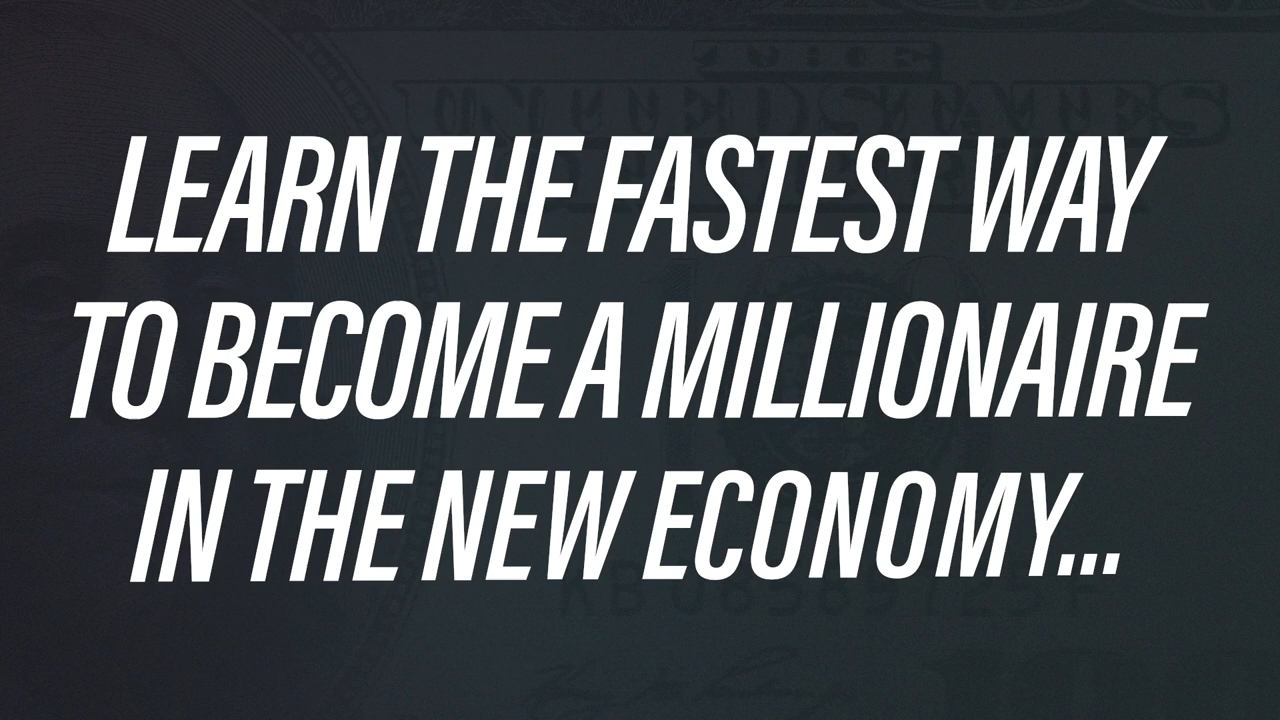 LEARN THE FASTEST WAY
TO BECOME A MILLIONAIRE
IN THE NEW ECONOMY...